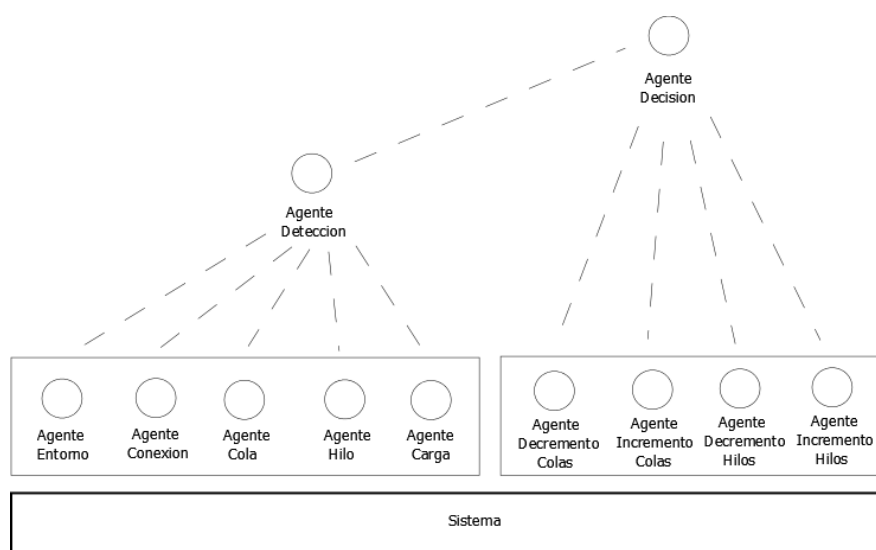 Agente
Decision
Agente
Deteccion
Agente
Entorno
Agente
Conexion
Agente
Cola
Agente
Hilo
Agente
Carga
Agente
Decremento
Colas
Agente
Incremento
Colas
Agente
Decremento
Hilos
Agente
Incremento
Hilos
Sistema